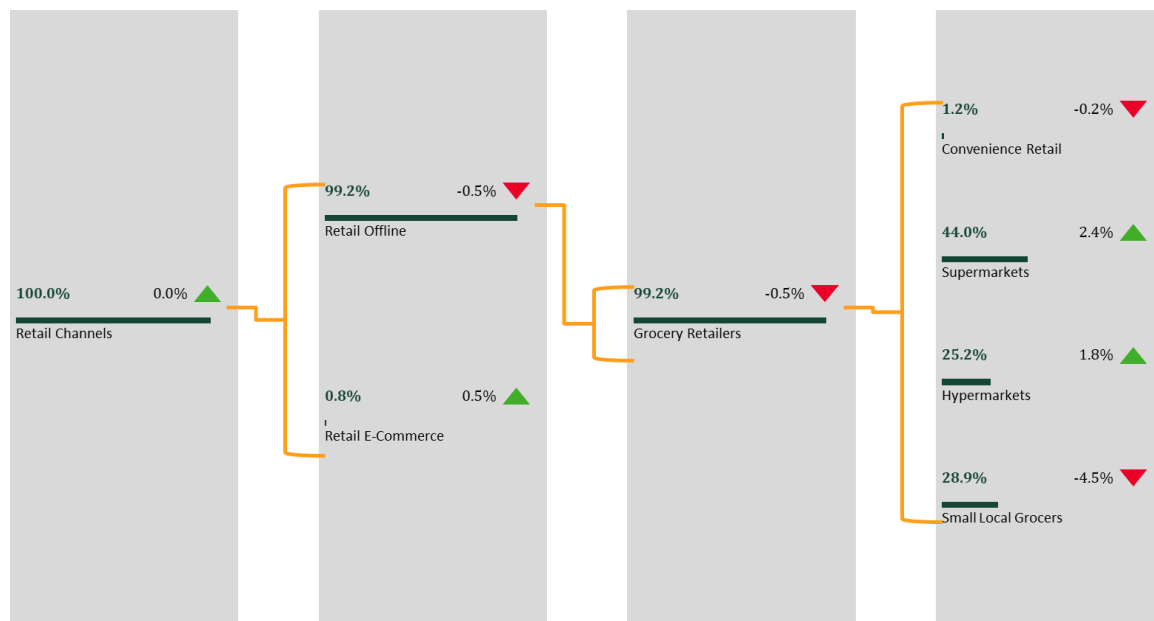 100.0% 0.0%
Retail Channels
99.2% -0.5%
Retail Offline
0.8% 0.5%
Retail E-Commerce
99.2% -0.5%
Grocery Retailers
1.2% -0.2%
Convenience Retail
44.0% 2.4%
Supermarkets
25.2% 1.8%
Hypermarkets
28.9% -4.5%
Small Local Grocers